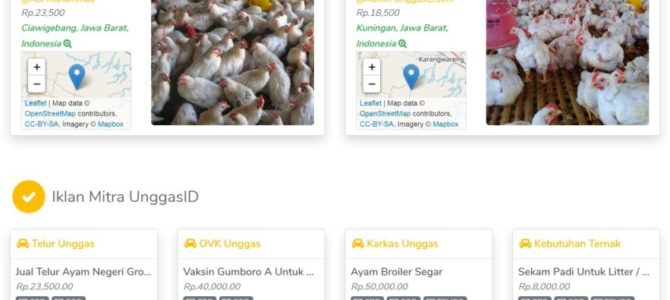 Rp.23,500
Ciawigebang, Jawa Barat,
Indonesia
+
−
Leaflet | Map data ©
OpenStreetMap contributors,
CC-BY-SA, Imagery © Mapbox
Rp.18,500
Kuningan, Jawa Barat,
Indonesia
Karangwareng
+
−
Leaflet | Map data ©
OpenStreetMap contributors,
CC-BY-SA, Imagery © Mapbox
Iklan Mitra UnggasID
Telur Unggas
Jual Telur Ayam Negeri Gro...
Rp.23,500.00
OVK Unggas
Vaksin Gumboro A Untuk ...
Rp.40,000.00
Karkas Unggas
Ayam Broiler Segar
Rp.50,000.00
Kebutuhan Ternak
Sekam Padi Untuk Litter / ...
Rp.8,000.00